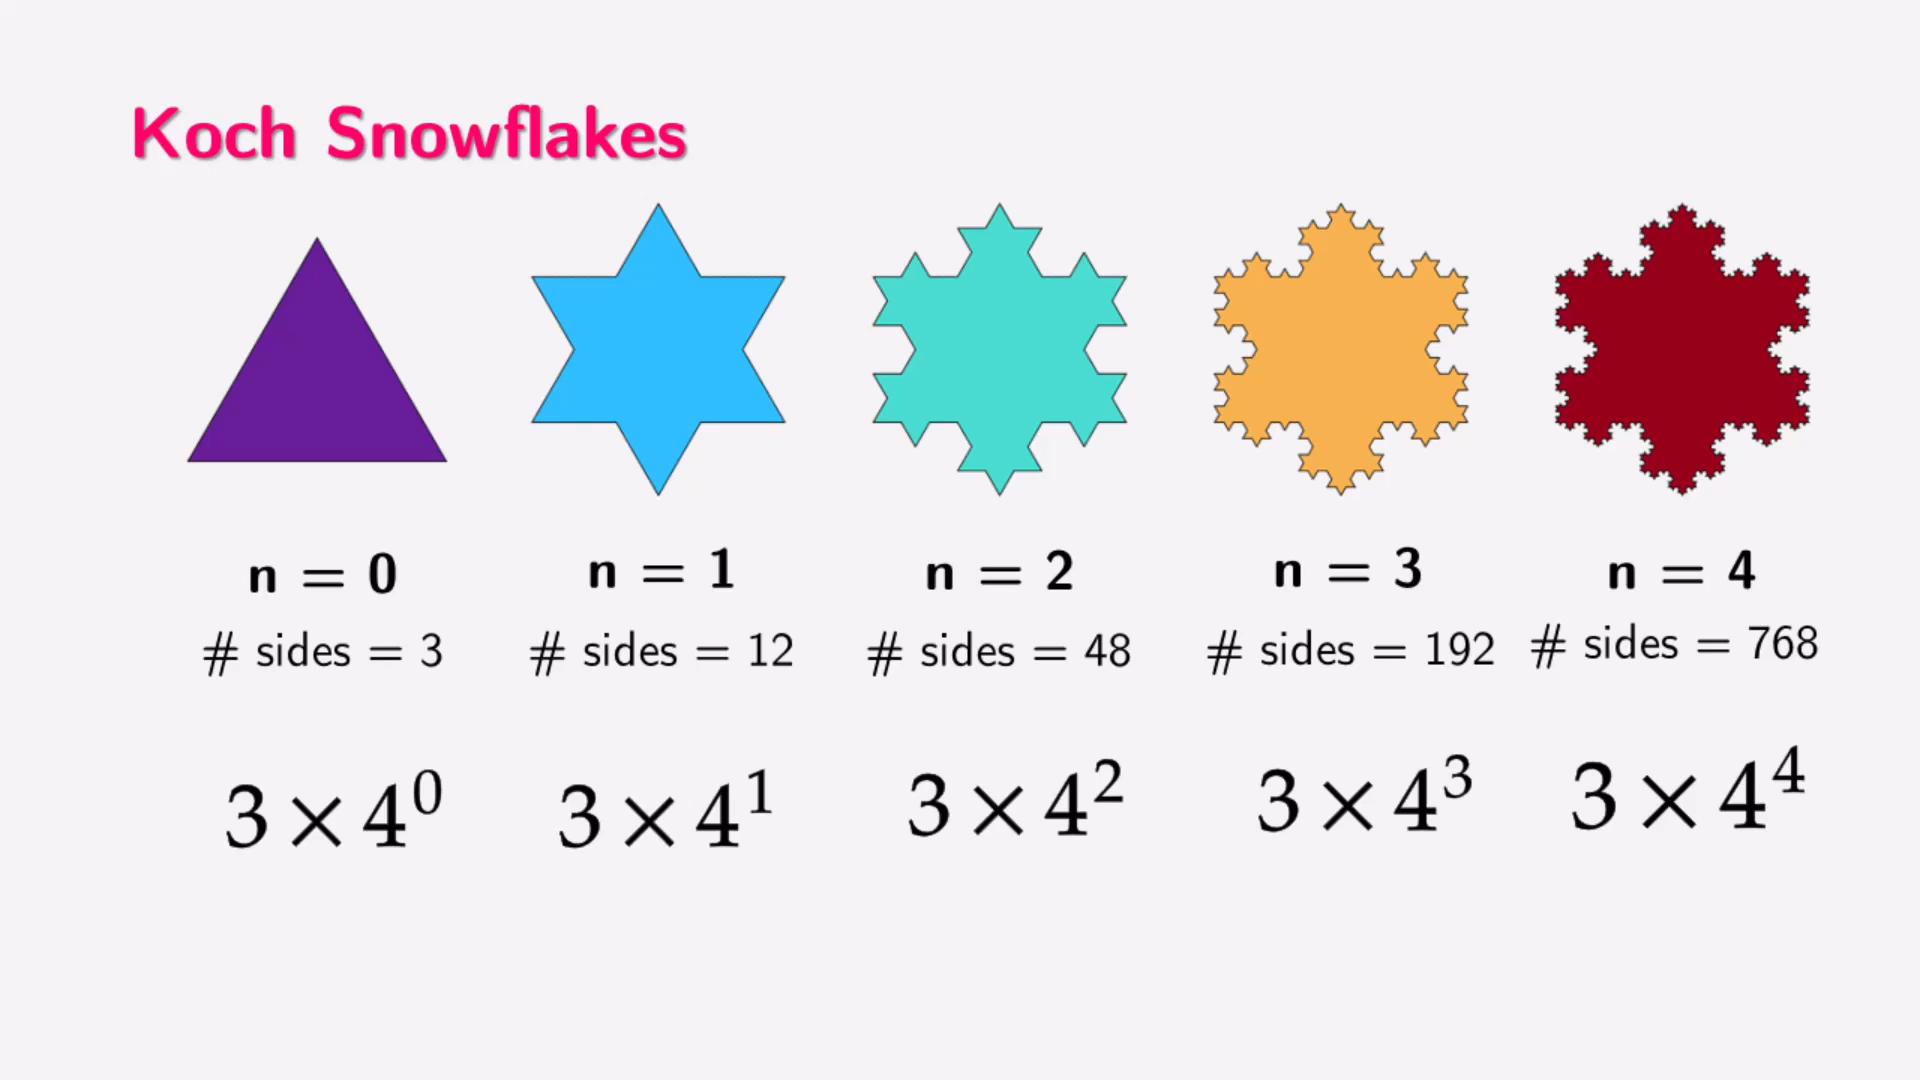 Koch Snowflakes
n = 0 n = 1 n = 2 n = 3 n = 4
# sides = 3 # sides = 12 # sides = 48 # sides = 192 # sides = 768
3 × 4⁰ 3 × 4¹ 3 × 4² 3 × 4³ 3 × 4⁴